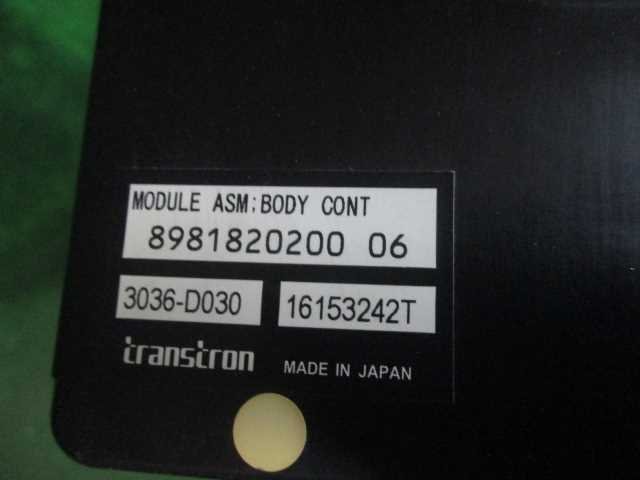 MODULE ASM;BODY CONT
8981820200 06
3036-D030 16153242T
transtron MADE IN JAPAN